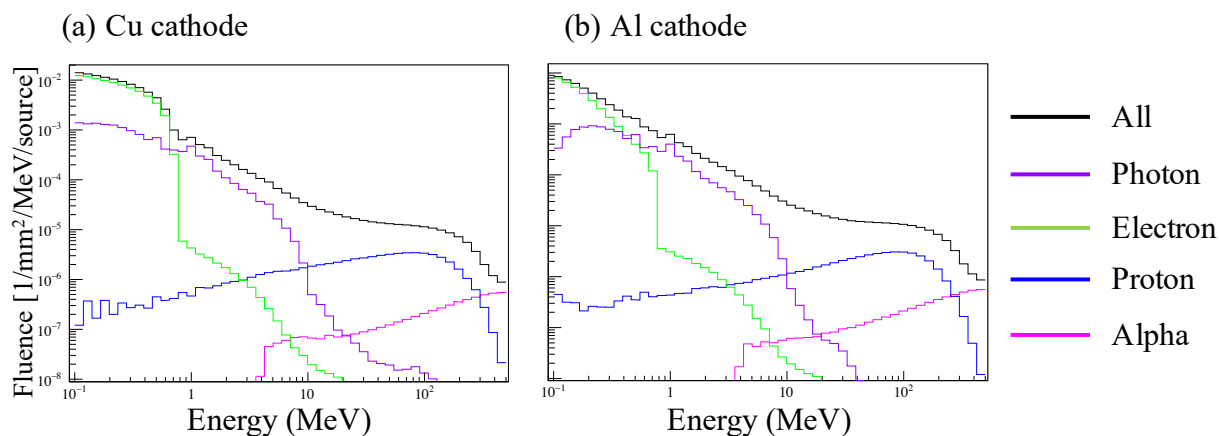 (a) Cu cathode
(b) Al cathode
Fluence [1/mm²/MeV/source]
10⁻²
10⁻³
10⁻⁴
10⁻⁵
10⁻⁶
10⁻⁷
10⁻⁸
10⁻¹ 1 10 10²
Energy (MeV)
10⁻¹ 1 10 10²
Energy (MeV)
All
Photon
Electron
Proton
Alpha